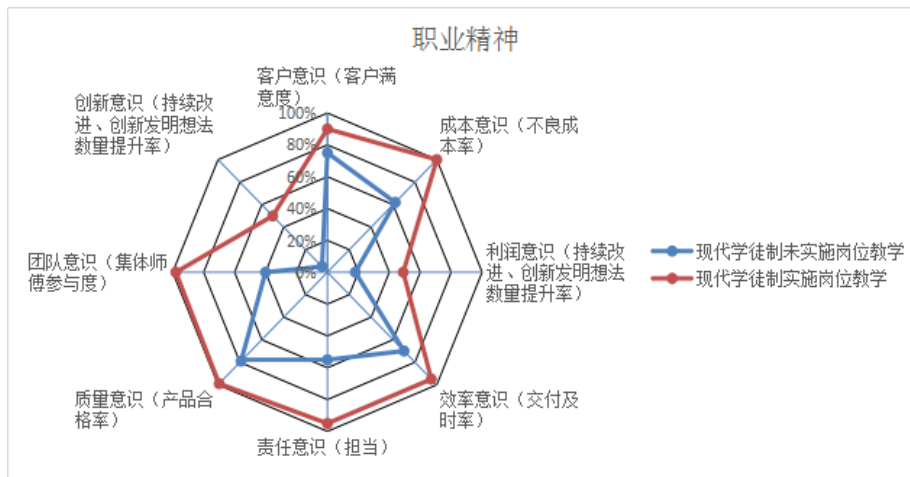 职业精神
客户意识（客户满
意度）
创新意识（持续改
进、创新发明想法
数量提升率）
成本意识（不良成
本率）
100%
80%
60%
40%
20%
0%
团队意识（集体师
傅参与度）
利润意识（持续改
进、创新发明想法
数量提升率）
现代学徒制未实施岗位教学
现代学徒制实施岗位教学
质量意识（产品合
格率）
效率意识（交付及
时率）
责任意识（担当）